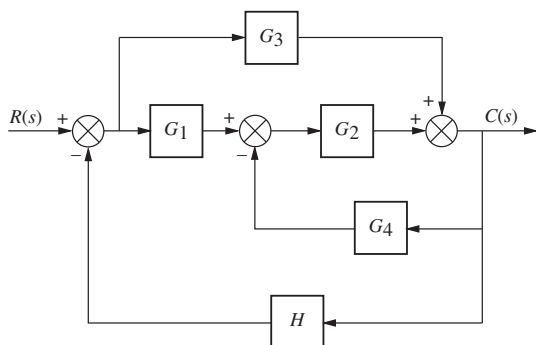 G3
R(s) + G1 + G2 + + C(s)
− −
G4
H